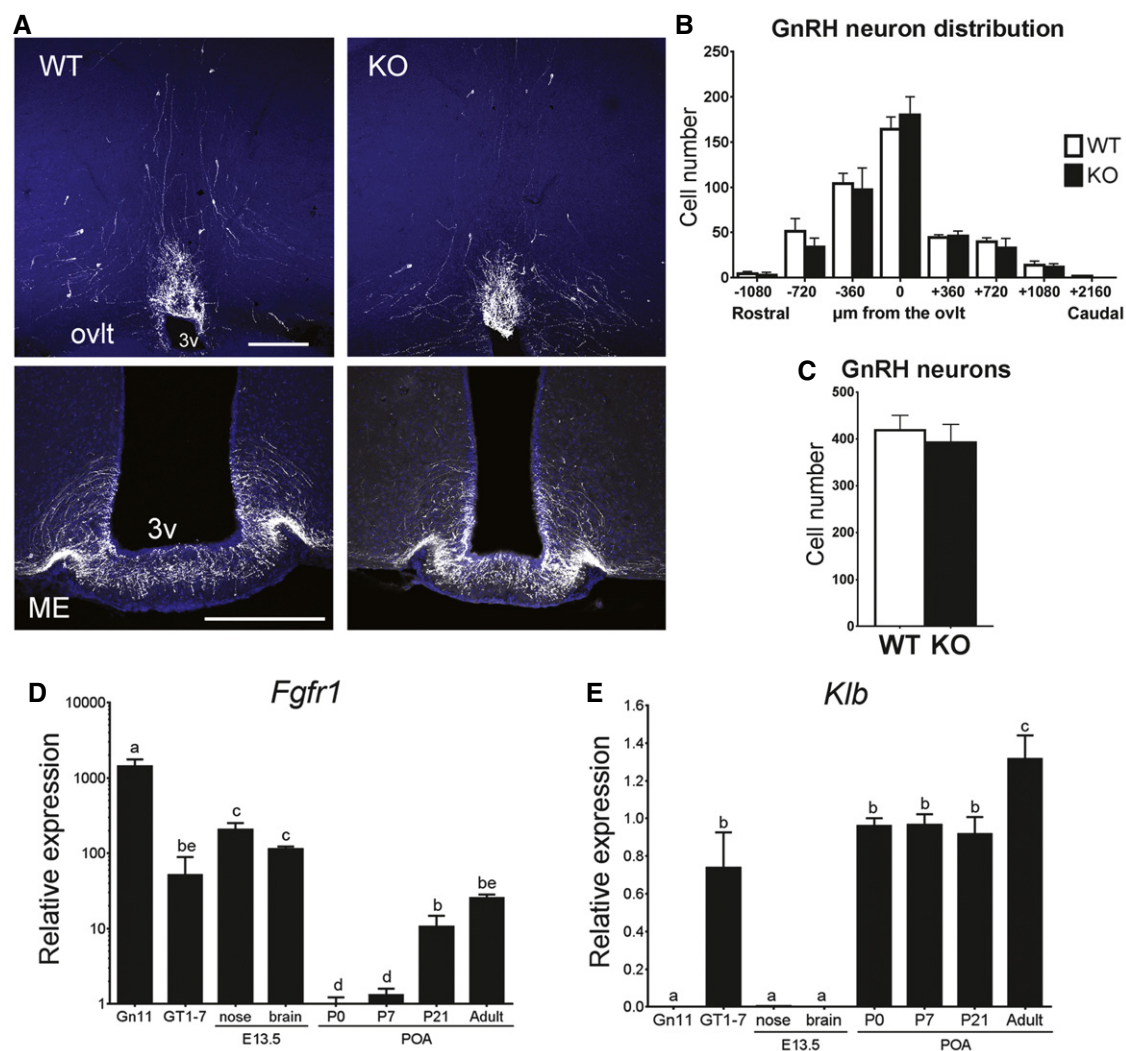 A
WT
KO
ovlt
3v
3v
ME
B
GnRH neuron distribution
Cell number
250
200
150
100
50
0
-1080 -720 -360 0 +360 +720 +1080 +2160
Rostral µm from the ovlt Caudal
WT
KO
C
GnRH neurons
Cell number
500
400
300
200
100
0
WT KO
D
Fgfr1
Relative expression
10000
1000
100
10
1
a be c c d d b be
Gn11 GT1-7 nose brain P0 P7 P21 Adult
E13.5 POA
E
Klb
Relative expression
1.6
1.4
1.2
1.0
0.8
0.6
0.4
0.2
0.0
a b a a b b b c
Gn11 GT1-7 nose brain P0 P7 P21 Adult
E13.5 POA